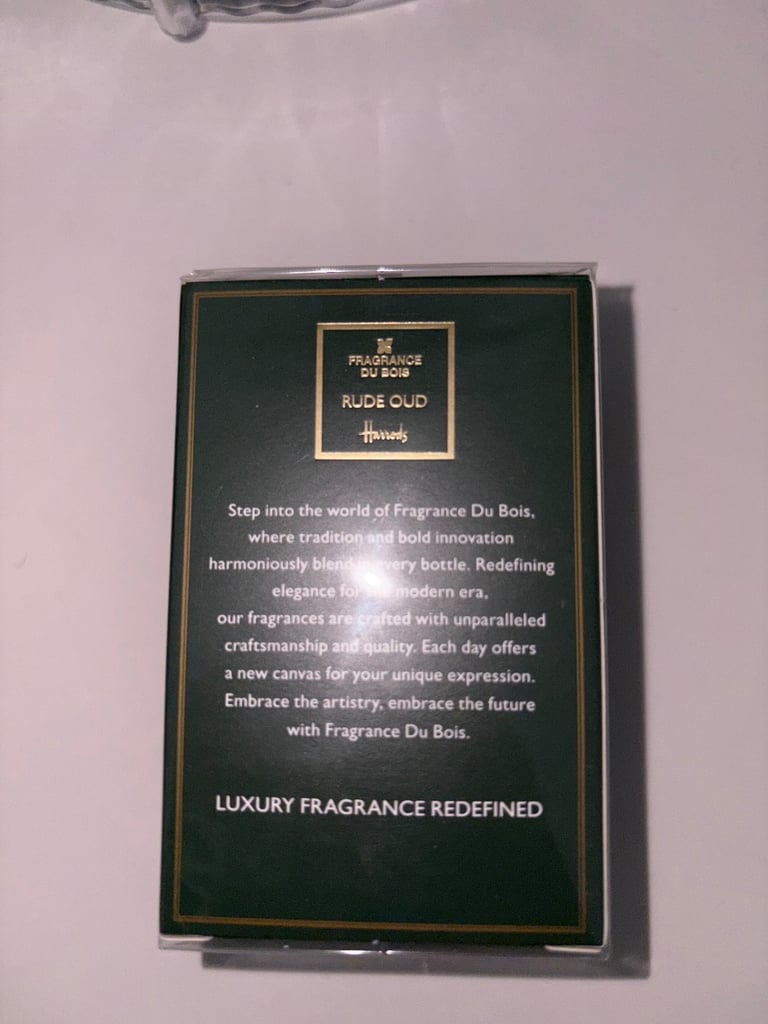 FRAGRANCE
DU BOIS
RUDE OUD
Harrods
Step into the world of Fragrance Du Bois,
where tradition and bold innovation
harmoniously blend in every bottle. Redefining
elegance for the modern era,
our fragrances are crafted with unparalleled
craftsmanship and quality. Each day offers
a new canvas for your unique expression.
Embrace the artistry, embrace the future
with Fragrance Du Bois.
LUXURY FRAGRANCE REDEFINED